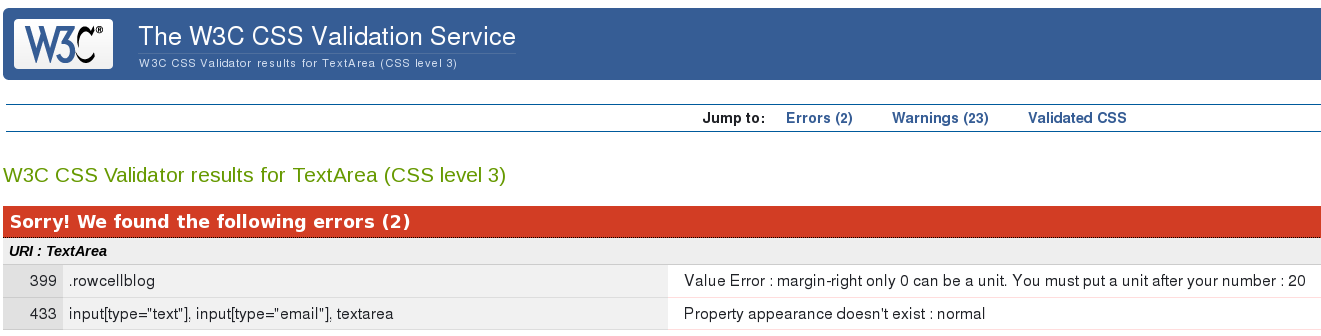 W3C®
The W3C CSS Validation Service
W3C CSS Validator results for TextArea (CSS level 3)
Jump to: Errors (2) Warnings (23) Validated CSS
W3C CSS Validator results for TextArea (CSS level 3)
Sorry! We found the following errors (2)
URI : TextArea
399 .rowcellblog Value Error : margin-right only 0 can be a unit. You must put a unit after your number : 20
433 input[type="text"], input[type="email"], textarea Property appearance doesn't exist : normal